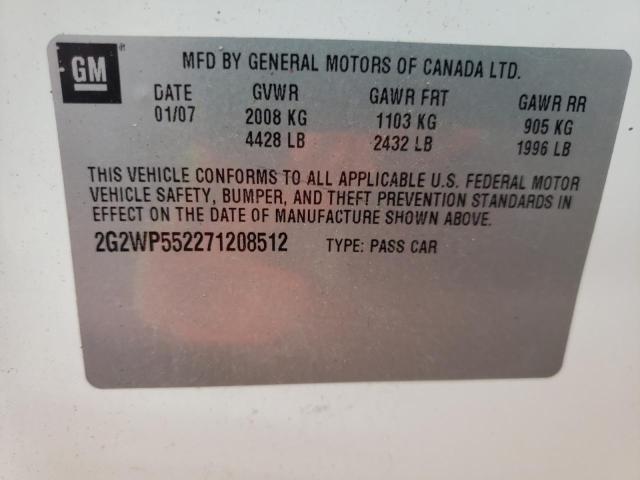 GM
MFD BY GENERAL MOTORS OF CANADA LTD.
DATE GVWR GAWR FRT GAWR RR
01/07 2008 KG 1103 KG 905 KG
4428 LB 2432 LB 1996 LB
THIS VEHICLE CONFORMS TO ALL APPLICABLE U.S. FEDERAL MOTOR
VEHICLE SAFETY, BUMPER, AND THEFT PREVENTION STANDARDS IN
EFFECT ON THE DATE OF MANUFACTURE SHOWN ABOVE.
2G2WP552271208512 TYPE: PASS CAR